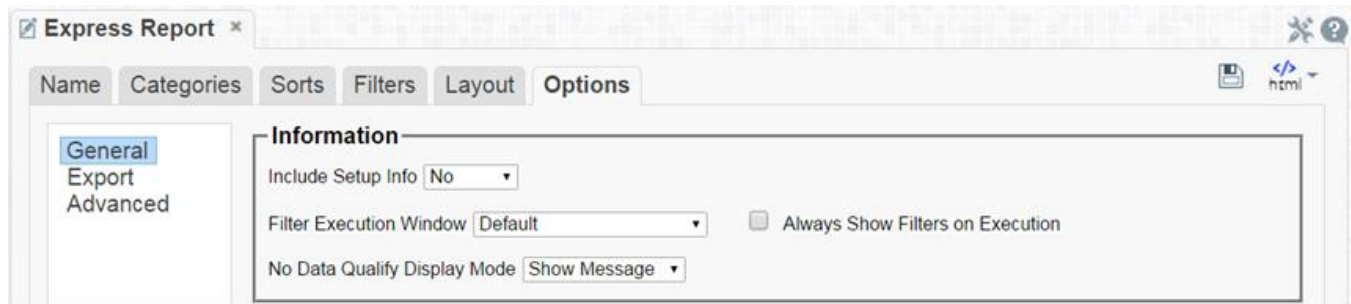 Express Report
Name Categories Sorts Filters Layout Options
html
General
Export
Advanced
Information
Include Setup Info No
Filter Execution Window Default Always Show Filters on Execution
No Data Qualify Display Mode Show Message